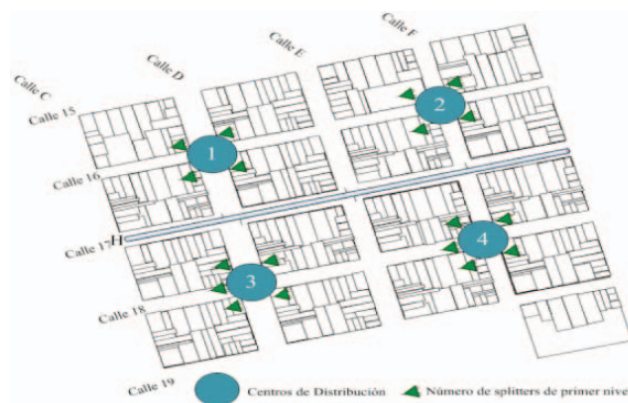 Calle F
Calle E
Calle D
Calle C
Calle 15
2
1
Calle 16
Calle 17
H
4
3
Calle 18
Calle 19
Centros de Distribución
Número de splitters de primer nive